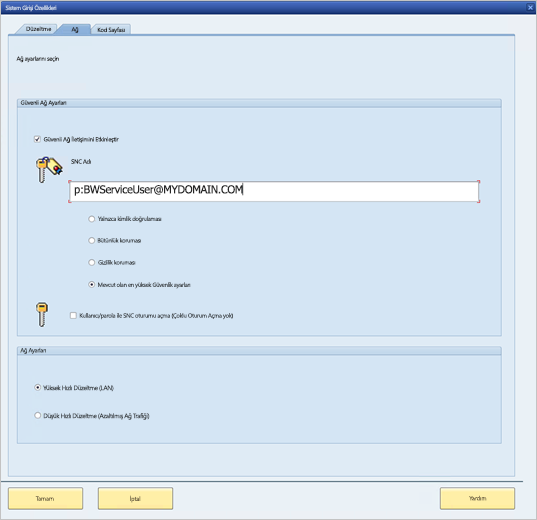 Sistem Girişi Özellikleri
Düzeltme
Ağ
Kod Sayfası
Ağ ayarlarını seçin
Güvenli Ağ Ayarları
Güvenli Ağ İletişimini Etkinleştir
SNC Adı
p:BWServiceUser@MYDOMAIN.COM
Yalnızca kimlik doğrulaması
Bütünlük koruması
Gizlilik koruması
Mevcut olan en yüksek Güvenlik ayarları
Kullanıcı/parola ile SNC oturumu açma (Çoklu Oturum Açma yok)
Ağ Ayarları
Yüksek Hızlı Düzeltme (LAN)
Düşük Hızlı Düzeltme (Azaltılmış Ağ Trafiği)
Tamam
İptal
Yardım